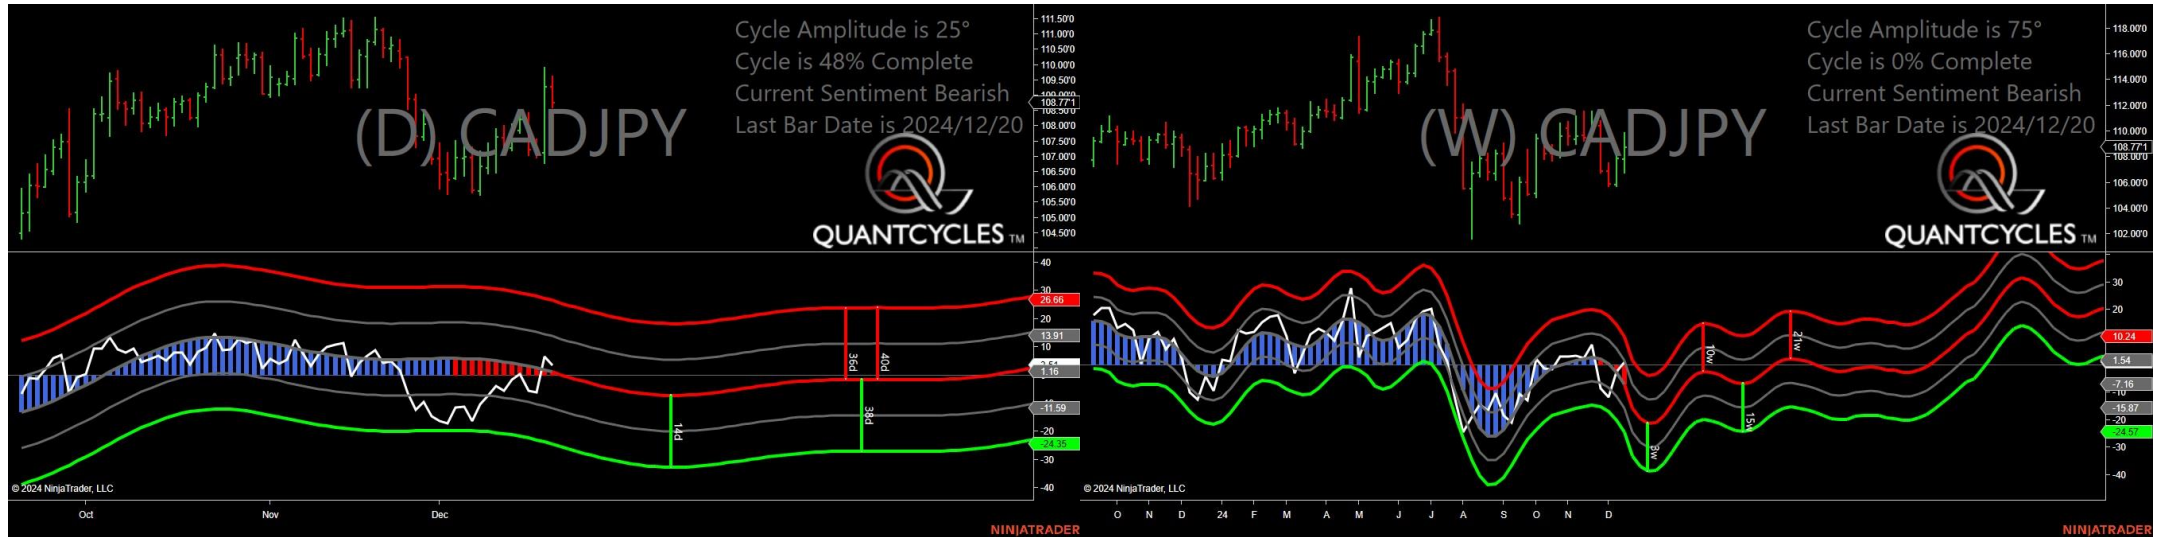 Cycle Amplitude is 25°
Cycle is 48% Complete
Current Sentiment Bearish
Last Bar Date is 2024/12/20
(D) CADJPY
QUANTCYCLES TM
111.50'0
111.00'0
110.50'0
110.00'0
109.50'0
108.77'1
108.50'0
108.00'0
107.50'0
107.00'0
106.50'0
106.00'0
105.50'0
105.00'0
104.50'0
40
30
26.66
20
13.91
10
1.16
-11.59
-20
-24.35
-30
-40
14d
36d
38d
40d
© 2024 NinjaTrader, LLC
Oct Nov Dec
NINJATRADER
Cycle Amplitude is 75°
Cycle is 0% Complete
Current Sentiment Bearish
Last Bar Date is 2024/12/20
(W) CADJPY
QUANTCYCLES TM
118.00'0
116.00'0
114.00'0
112.00'0
110.00'0
108.77'1
108.00'0
106.00'0
104.00'0
102.00'0
30
20
10.24
1.54
-7.16
-10
-15.87
-20
-24.57
-30
-40
3w
10w
15w
21w
© 2024 NinjaTrader, LLC
O N D 24 F M A M J J A S O N D
NINJATRADER